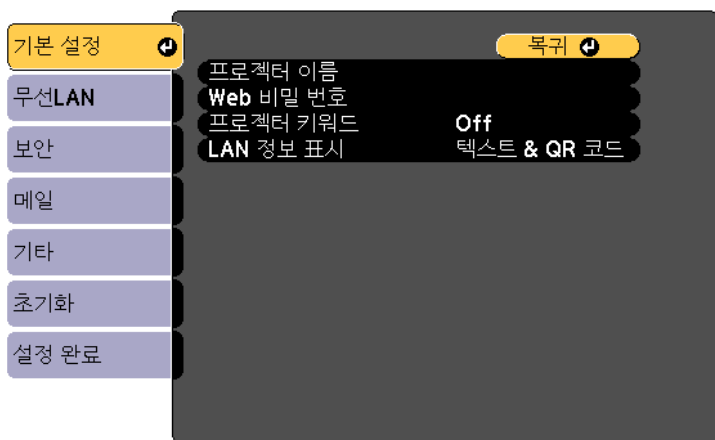 기본 설정
무선LAN
보안
메일
기타
초기화
설정 완료
복귀
프로젝터 이름
Web 비밀 번호
프로젝터 키워드 Off
LAN 정보 표시 텍스트 & QR 코드